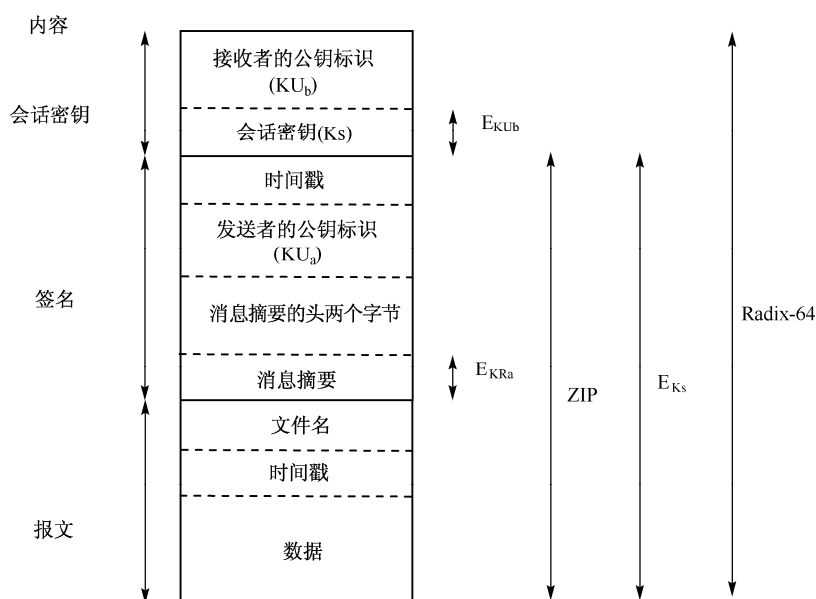 内容
接收者的公钥标识
(KUb)
会话密钥
会话密钥(Ks)
EKUb
时间戳
发送者的公钥标识
(KUa)
签名
消息摘要的头两个字节
Radix-64
消息摘要
EKRa
ZIP
EKs
文件名
时间戳
报文
数据